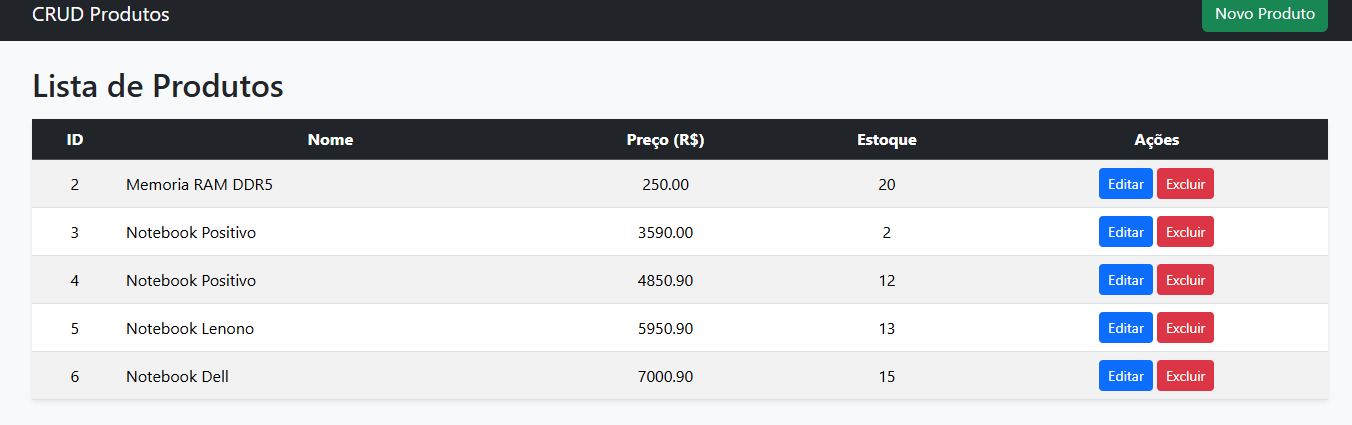 CRUD Produtos Novo Produto
Lista de Produtos
ID Nome Preço (R$) Estoque Ações
2 Memoria RAM DDR5 250.00 20 Editar Excluir
3 Notebook Positivo 3590.00 2 Editar Excluir
4 Notebook Positivo 4850.90 12 Editar Excluir
5 Notebook Lenono 5950.90 13 Editar Excluir
6 Notebook Dell 7000.90 15 Editar Excluir